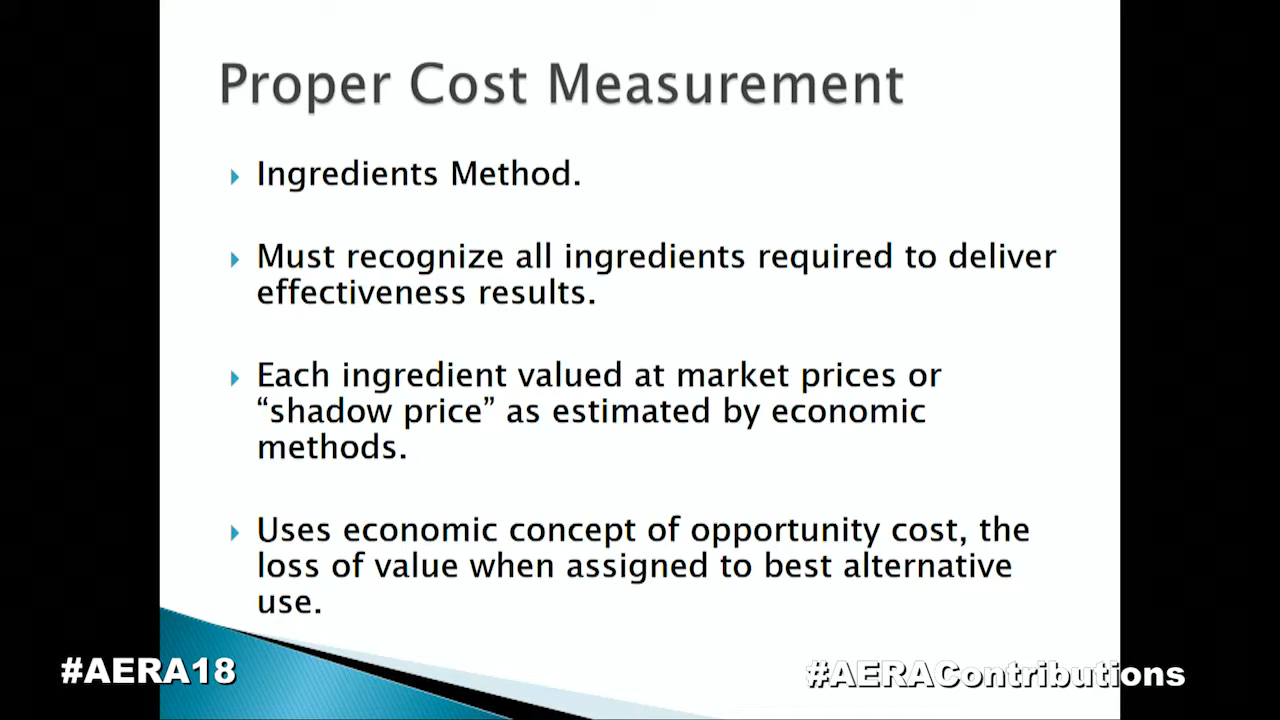 Proper Cost Measurement
Ingredients Method.
Must recognize all ingredients required to deliver
effectiveness results.
Each ingredient valued at market prices or
“shadow price” as estimated by economic
methods.
Uses economic concept of opportunity cost, the
loss of value when assigned to best alternative
use.
#AERA18
#AERAContributions